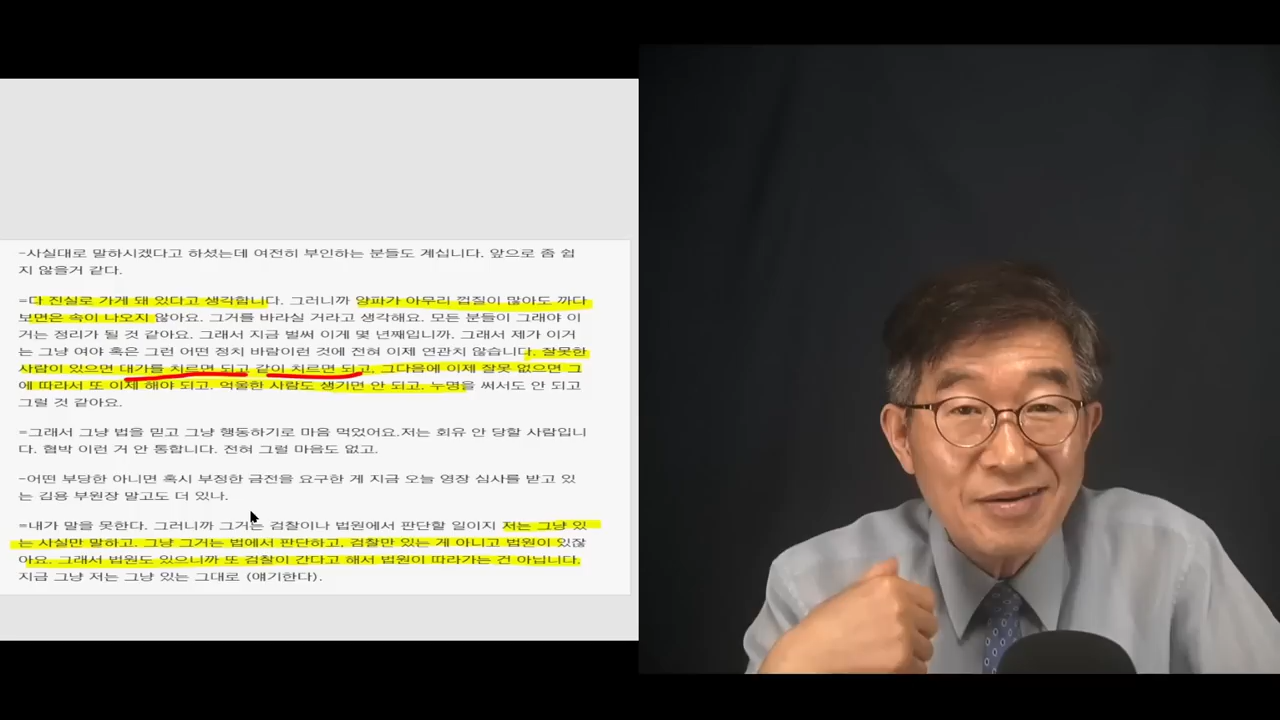 -사실대로 말하시겠다고 하셨는데 여전히 부인하는 분들도 계십니다. 앞으로 좀 쉽
지 않을거 같다.
=다 진실로 가게 돼 있다고 생각합니다. 그러니까 양파가 아무리 껍질이 많아도 까다
보면은 속이 나오지 않아요. 그거를 바라실 거라고 생각해요. 모든 분들이 그래야 이
거는 정리가 될 것 같아요. 그래서 지금 벌써 이게 몇 년째입니까. 그래서 제가 이거
는 그냥 여야 혹은 그런 어떤 정치 바람이런 것에 전혀 이제 연관치 않습니다. 잘못한
사람이 있으면 대가를 치르면 되고 같이 치르면 되고, 그다음에 이제 잘못 없으면 그
에 따라서 또 이제 해야 되고. 억울한 사람도 생기면 안 되고. 누명을 써서도 안 되고
그럴 것 같아요.
=그래서 그냥 법을 믿고 그냥 행동하기로 마음 먹었어요.저는 회유 안 당할 사람입니
다. 협박 이런 거 안 통합니다. 전혀 그럴 마음도 없고.
-어떤 부당한 아니면 혹시 부정한 금전을 요구한 게 지금 오늘 영장 심사를 받고 있
는 김용 부원장 말고도 더 있나.
=내가 말을 못한다. 그러니까 그거는 검찰이나 법원에서 판단할 일이지 저는 그냥 있
는 사실만 말하고. 그냥 그거는 법에서 판단하고, 검찰만 있는 게 아니고 법원이 있잖
아요. 그래서 법원도 있으니까 또 검찰이 간다고 해서 법원이 따라가는 건 아닙니다.
지금 그냥 저는 그냥 있는 그대로 (얘기한다).